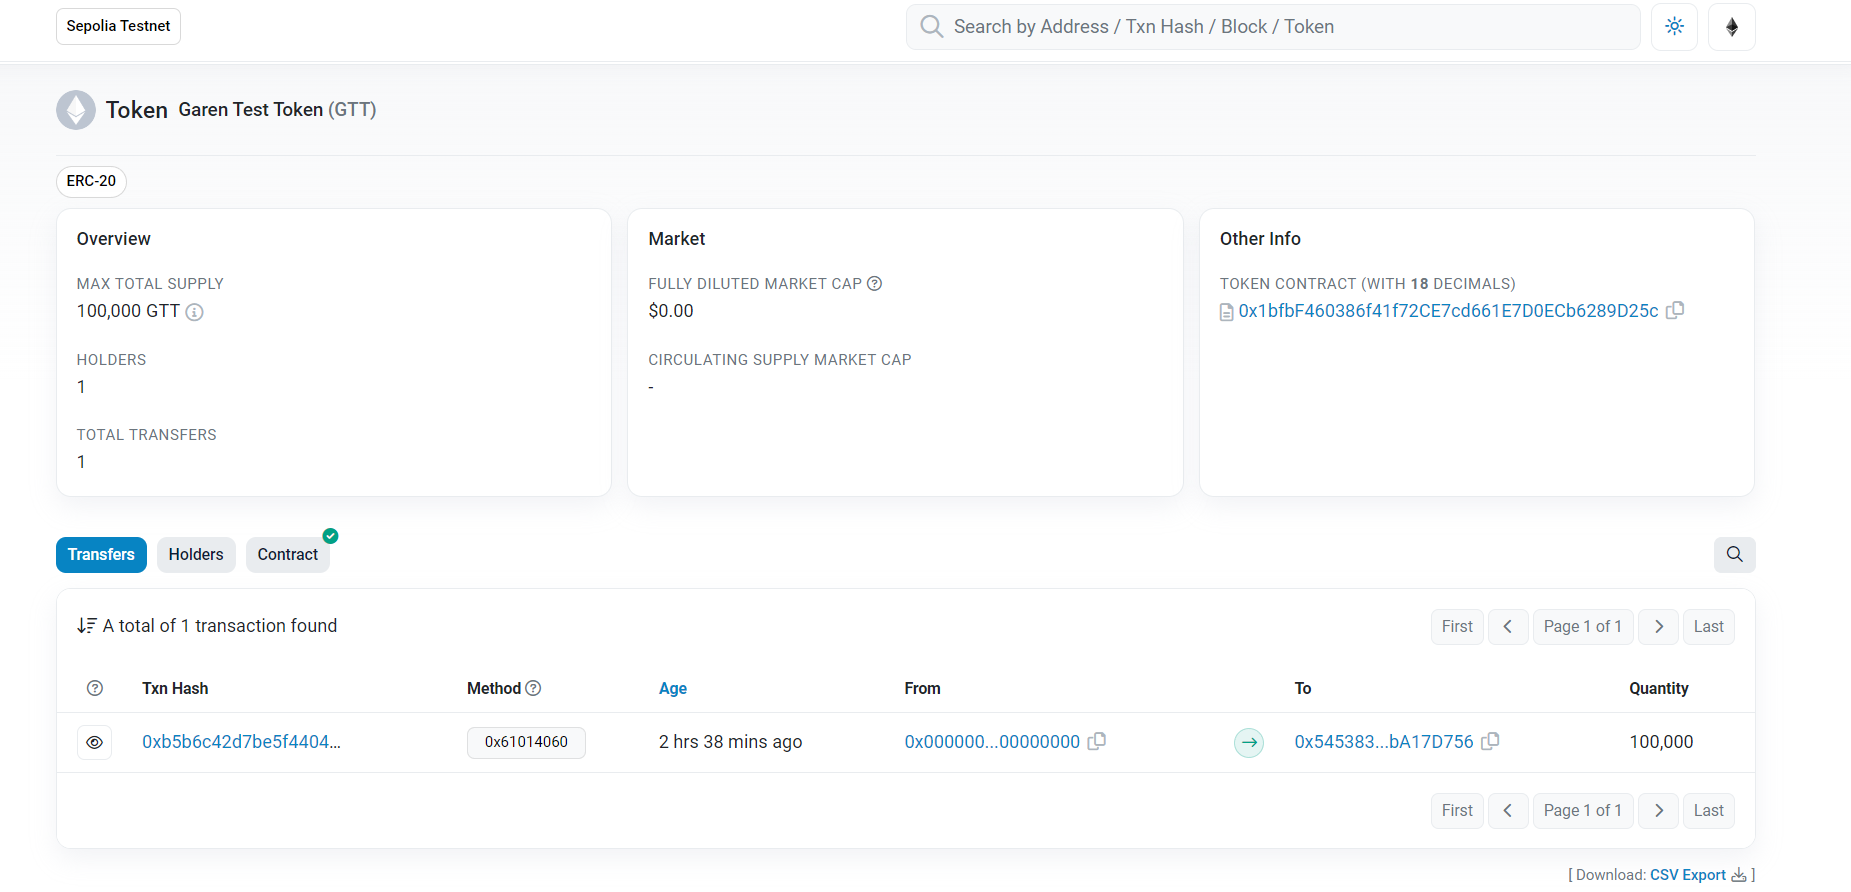 Sepolia Testnet
Search by Address / Txn Hash / Block / Token
Token Garen Test Token (GTT)
ERC-20
Overview
MAX TOTAL SUPPLY
100,000 GTT
HOLDERS
1
TOTAL TRANSFERS
1
Market
FULLY DILUTED MARKET CAP
$0.00
CIRCULATING SUPPLY MARKET CAP
-
Other Info
TOKEN CONTRACT (WITH 18 DECIMALS)
0x1bfbF460386f41f72CE7cd661E7D0ECb6289D25c
Transfers Holders Contract
A total of 1 transaction found
First Page 1 of 1 Last
Txn Hash Method Age From To Quantity
0xb5b6c42d7be5f4404... 0x61014060 2 hrs 38 mins ago 0x000000...00000000 0x545383...bA17D756 100,000
First Page 1 of 1 Last
[ Download: CSV Export ]